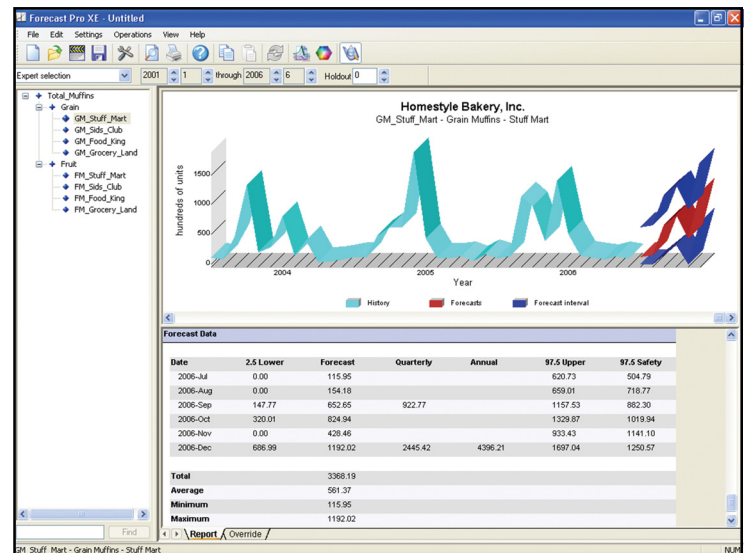 Forecast Pro XE - Untitled
File Edit Settings Operations View Help
Expert selection 2001 1 through 2006 6 Holdout 0
Total_Muffins
Grain
GM_Stuff_Mart
GM_Sids_Club
GM_Food_King
GM_Grocery_Land
Fruit
FM_Stuff_Mart
FM_Sids_Club
FM_Food_King
FM_Grocery_Land
Find
Homestyle Bakery, Inc.
GM_Stuff_Mart - Grain Muffins - Stuff Mart
hundreds of units
1500
1000
500
0
2004 2005 2006
Year
History Forecasts Forecast interval
Forecast Data
Date 2.5 Lower Forecast Quarterly Annual 97.5 Upper 97.5 Safety
2006-Jul 0.00 115.95 620.73 504.79
2006-Aug 0.00 154.18 659.01 718.77
2006-Sep 147.77 652.65 922.77 1157.53 882.30
2006-Oct 320.01 824.94 1329.87 1019.94
2006-Nov 0.00 428.46 933.43 1141.10
2006-Dec 686.99 1192.02 2445.42 4396.21 1697.04 1250.57
Total 3368.19
Average 561.37
Minimum 115.95
Maximum 1192.02
Report Override
GM_Stuff_Mart - Grain Muffins - Stuff Mart NUM